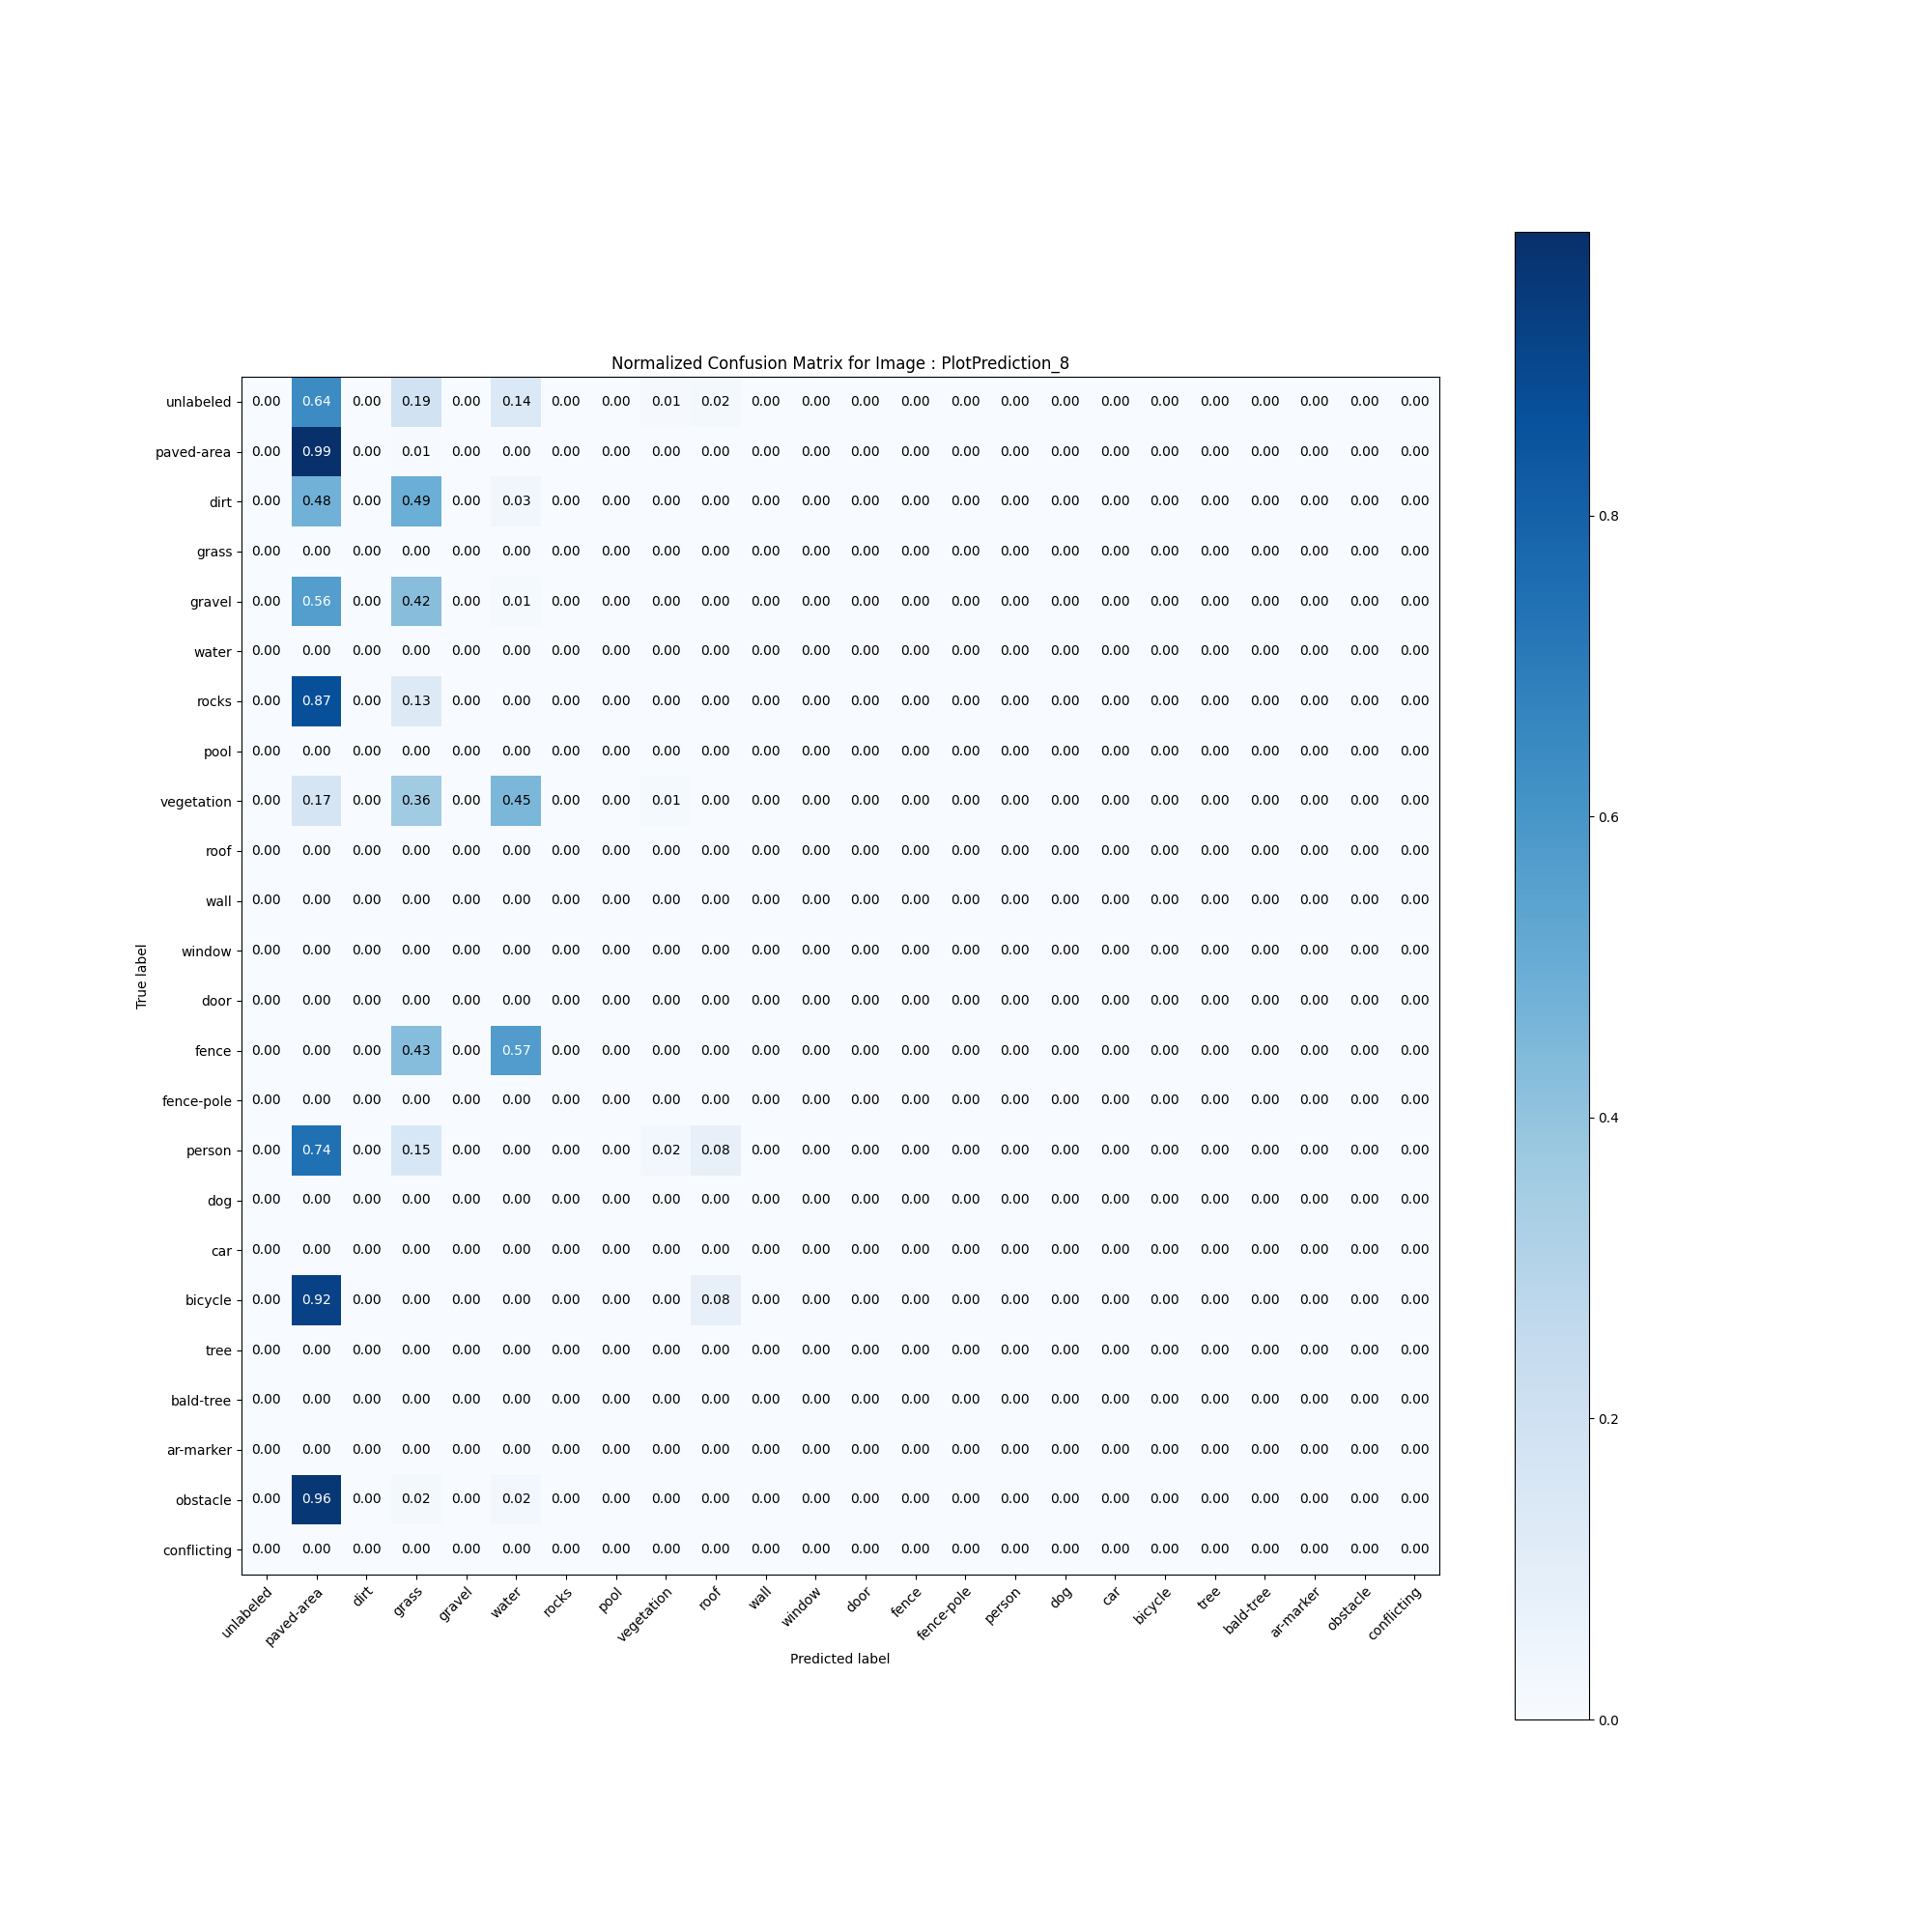 Normalized Confusion Matrix for Image : PlotPrediction_8
unlabeled 0.00 0.64 0.00 0.19 0.00 0.14 0.00 0.00 0.01 0.02 0.00 0.00 0.00 0.00 0.00 0.00 0.00 0.00 0.00 0.00 0.00 0.00 0.00 0.00
paved-area 0.00 0.99 0.00 0.01 0.00 0.00 0.00 0.00 0.00 0.00 0.00 0.00 0.00 0.00 0.00 0.00 0.00 0.00 0.00 0.00 0.00 0.00 0.00 0.00
dirt 0.00 0.48 0.00 0.49 0.00 0.03 0.00 0.00 0.00 0.00 0.00 0.00 0.00 0.00 0.00 0.00 0.00 0.00 0.00 0.00 0.00 0.00 0.00 0.00
grass 0.00 0.00 0.00 0.00 0.00 0.00 0.00 0.00 0.00 0.00 0.00 0.00 0.00 0.00 0.00 0.00 0.00 0.00 0.00 0.00 0.00 0.00 0.00 0.00
gravel 0.00 0.56 0.00 0.42 0.00 0.01 0.00 0.00 0.00 0.00 0.00 0.00 0.00 0.00 0.00 0.00 0.00 0.00 0.00 0.00 0.00 0.00 0.00 0.00
water 0.00 0.00 0.00 0.00 0.00 0.00 0.00 0.00 0.00 0.00 0.00 0.00 0.00 0.00 0.00 0.00 0.00 0.00 0.00 0.00 0.00 0.00 0.00 0.00
rocks 0.00 0.87 0.00 0.13 0.00 0.00 0.00 0.00 0.00 0.00 0.00 0.00 0.00 0.00 0.00 0.00 0.00 0.00 0.00 0.00 0.00 0.00 0.00 0.00
pool 0.00 0.00 0.00 0.00 0.00 0.00 0.00 0.00 0.00 0.00 0.00 0.00 0.00 0.00 0.00 0.00 0.00 0.00 0.00 0.00 0.00 0.00 0.00 0.00
vegetation 0.00 0.17 0.00 0.36 0.00 0.45 0.00 0.00 0.01 0.00 0.00 0.00 0.00 0.00 0.00 0.00 0.00 0.00 0.00 0.00 0.00 0.00 0.00 0.00
roof 0.00 0.00 0.00 0.00 0.00 0.00 0.00 0.00 0.00 0.00 0.00 0.00 0.00 0.00 0.00 0.00 0.00 0.00 0.00 0.00 0.00 0.00 0.00 0.00
wall 0.00 0.00 0.00 0.00 0.00 0.00 0.00 0.00 0.00 0.00 0.00 0.00 0.00 0.00 0.00 0.00 0.00 0.00 0.00 0.00 0.00 0.00 0.00 0.00
window 0.00 0.00 0.00 0.00 0.00 0.00 0.00 0.00 0.00 0.00 0.00 0.00 0.00 0.00 0.00 0.00 0.00 0.00 0.00 0.00 0.00 0.00 0.00 0.00
door 0.00 0.00 0.00 0.00 0.00 0.00 0.00 0.00 0.00 0.00 0.00 0.00 0.00 0.00 0.00 0.00 0.00 0.00 0.00 0.00 0.00 0.00 0.00 0.00
fence 0.00 0.00 0.00 0.43 0.00 0.57 0.00 0.00 0.00 0.00 0.00 0.00 0.00 0.00 0.00 0.00 0.00 0.00 0.00 0.00 0.00 0.00 0.00 0.00
fence-pole 0.00 0.00 0.00 0.00 0.00 0.00 0.00 0.00 0.00 0.00 0.00 0.00 0.00 0.00 0.00 0.00 0.00 0.00 0.00 0.00 0.00 0.00 0.00 0.00
person 0.00 0.74 0.00 0.15 0.00 0.00 0.00 0.00 0.02 0.08 0.00 0.00 0.00 0.00 0.00 0.00 0.00 0.00 0.00 0.00 0.00 0.00 0.00 0.00
dog 0.00 0.00 0.00 0.00 0.00 0.00 0.00 0.00 0.00 0.00 0.00 0.00 0.00 0.00 0.00 0.00 0.00 0.00 0.00 0.00 0.00 0.00 0.00 0.00
car 0.00 0.00 0.00 0.00 0.00 0.00 0.00 0.00 0.00 0.00 0.00 0.00 0.00 0.00 0.00 0.00 0.00 0.00 0.00 0.00 0.00 0.00 0.00 0.00
bicycle 0.00 0.92 0.00 0.00 0.00 0.00 0.00 0.00 0.00 0.08 0.00 0.00 0.00 0.00 0.00 0.00 0.00 0.00 0.00 0.00 0.00 0.00 0.00 0.00
tree 0.00 0.00 0.00 0.00 0.00 0.00 0.00 0.00 0.00 0.00 0.00 0.00 0.00 0.00 0.00 0.00 0.00 0.00 0.00 0.00 0.00 0.00 0.00 0.00
bald-tree 0.00 0.00 0.00 0.00 0.00 0.00 0.00 0.00 0.00 0.00 0.00 0.00 0.00 0.00 0.00 0.00 0.00 0.00 0.00 0.00 0.00 0.00 0.00 0.00
ar-marker 0.00 0.00 0.00 0.00 0.00 0.00 0.00 0.00 0.00 0.00 0.00 0.00 0.00 0.00 0.00 0.00 0.00 0.00 0.00 0.00 0.00 0.00 0.00 0.00
obstacle 0.00 0.96 0.00 0.02 0.00 0.02 0.00 0.00 0.00 0.00 0.00 0.00 0.00 0.00 0.00 0.00 0.00 0.00 0.00 0.00 0.00 0.00 0.00 0.00
conflicting 0.00 0.00 0.00 0.00 0.00 0.00 0.00 0.00 0.00 0.00 0.00 0.00 0.00 0.00 0.00 0.00 0.00 0.00 0.00 0.00 0.00 0.00 0.00 0.00
unlabeled paved-area dirt grass gravel water rocks pool vegetation roof wall window door fence fence-pole person dog car bicycle tree bald-tree ar-marker obstacle conflicting
Predicted label
True label
0.8
0.6
0.4
0.2
0.0